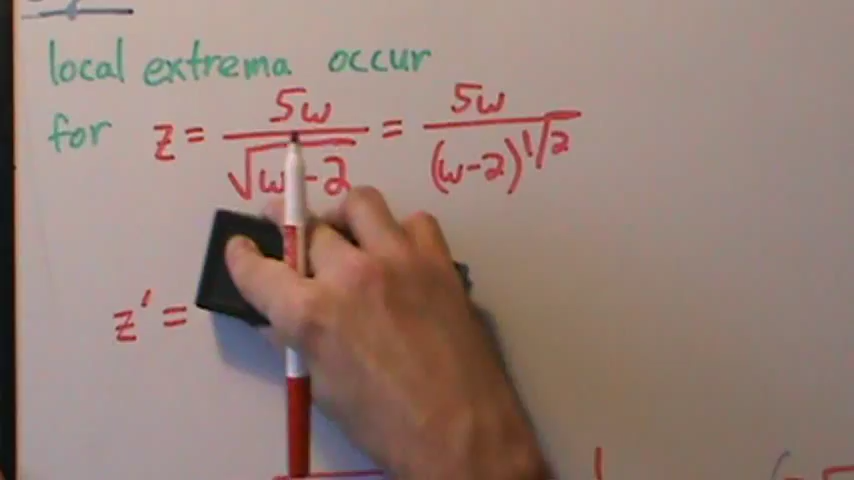 local extrema occur
for z = 5w / √w-2 = 5w / (w-2)^1/2
z' =